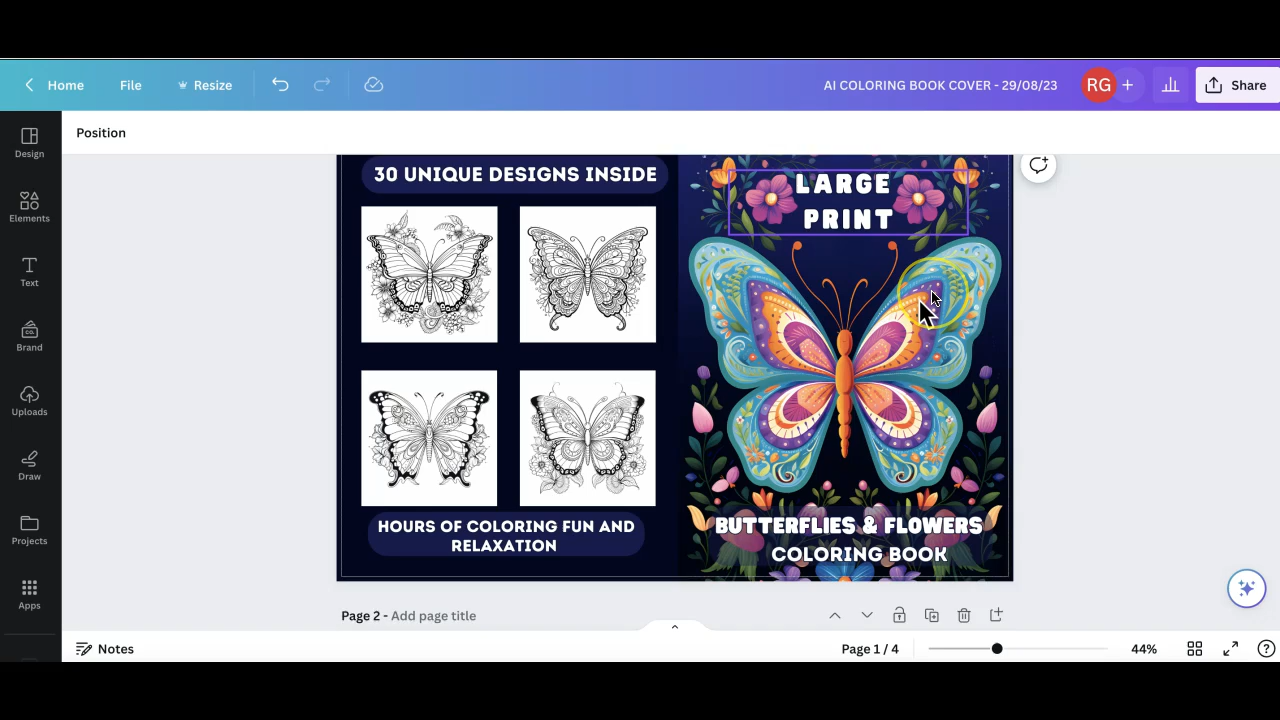 Home
File
Resize
AI COLORING BOOK COVER - 29/08/23
RG
+
Share
Design
Elements
Text
Brand
Uploads
Draw
Projects
Apps
Position
30 UNIQUE DESIGNS INSIDE
HOURS OF COLORING FUN AND
RELAXATION
LARGE
PRINT
BUTTERFLIES & FLOWERS
COLORING BOOK
Page 2 - Add page title
Notes
Page 1 / 4
44%
?